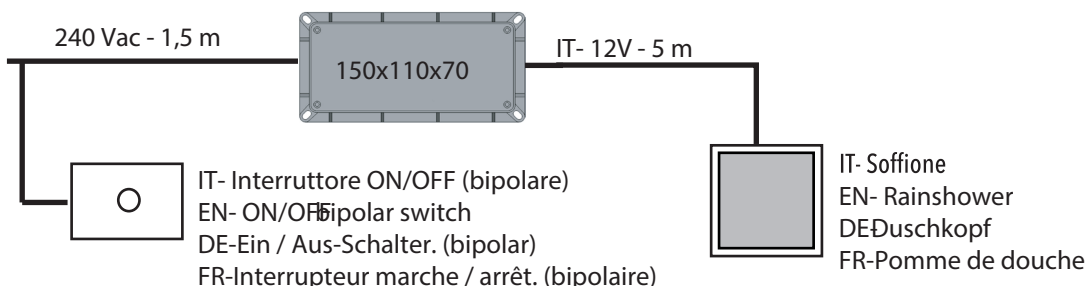 240 Vac - 1,5 m
150x110x70
IT- 12V - 5 m
IT- Interruttore ON/OFF (bipolare)
EN- ON/OFF bipolar switch
DE-Ein / Aus-Schalter. (bipolar)
FR-Interrupteur marche / arrêt. (bipolaire)
IT- Soffione
EN- Rainshower
DE-Duschkopf
FR-Pomme de douche